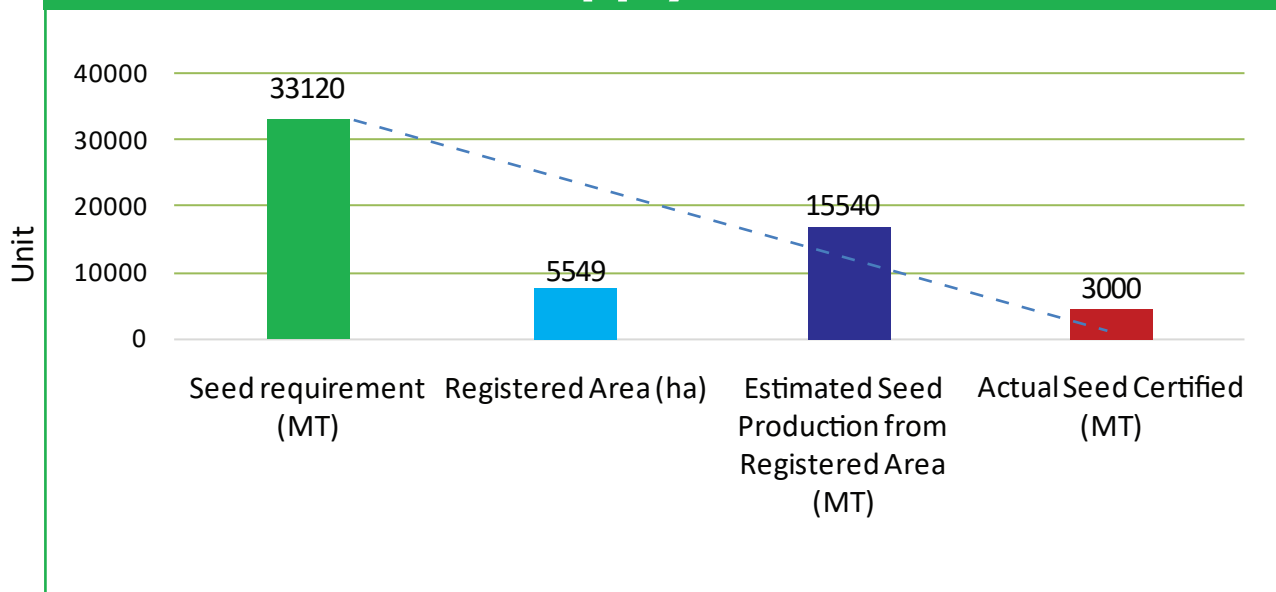 40000
30000
20000
10000
0
Unit
33120
5549
15540
3000
Seed requirement
(MT)
Registered Area (ha)
Estimated Seed
Production from
Registered Area
(MT)
Actual Seed Certified
(MT)